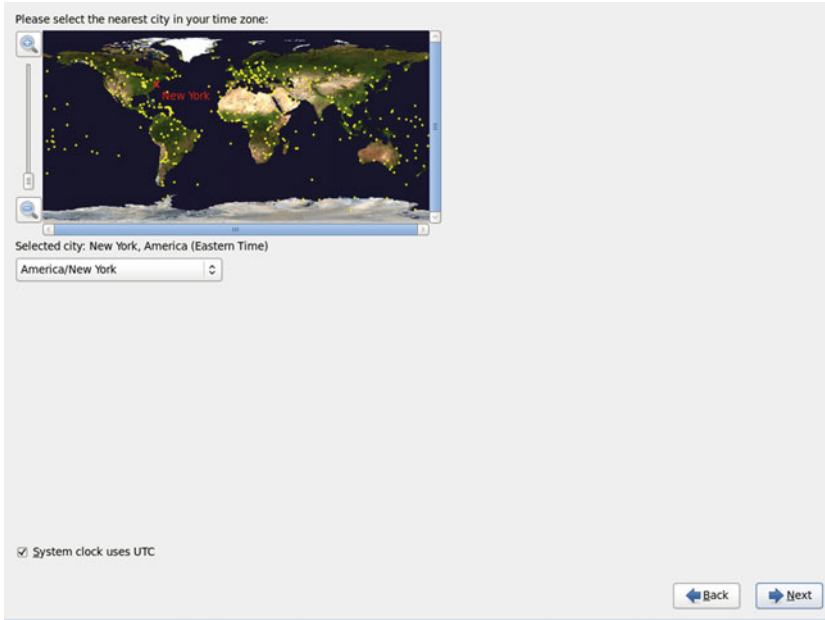 Please select the nearest city in your time zone:
New York
Selected city: New York, America (Eastern Time)
America/New York
System clock uses UTC
Back
Next